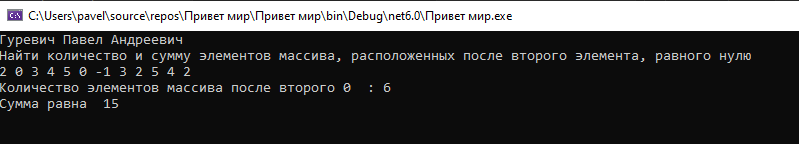 C:\Users\pavel\source\repos\Привет мир\Привет мир\bin\Debug\net6.0\Привет мир.exe
Гуревич Павел Андреевич
Найти количество и сумму элементов массива, расположенных после второго элемента, равного нулю
2 0 3 4 5 0 -1 3 2 5 4 2
Количество элементов массива после второго 0  : 6
Сумма равна  15